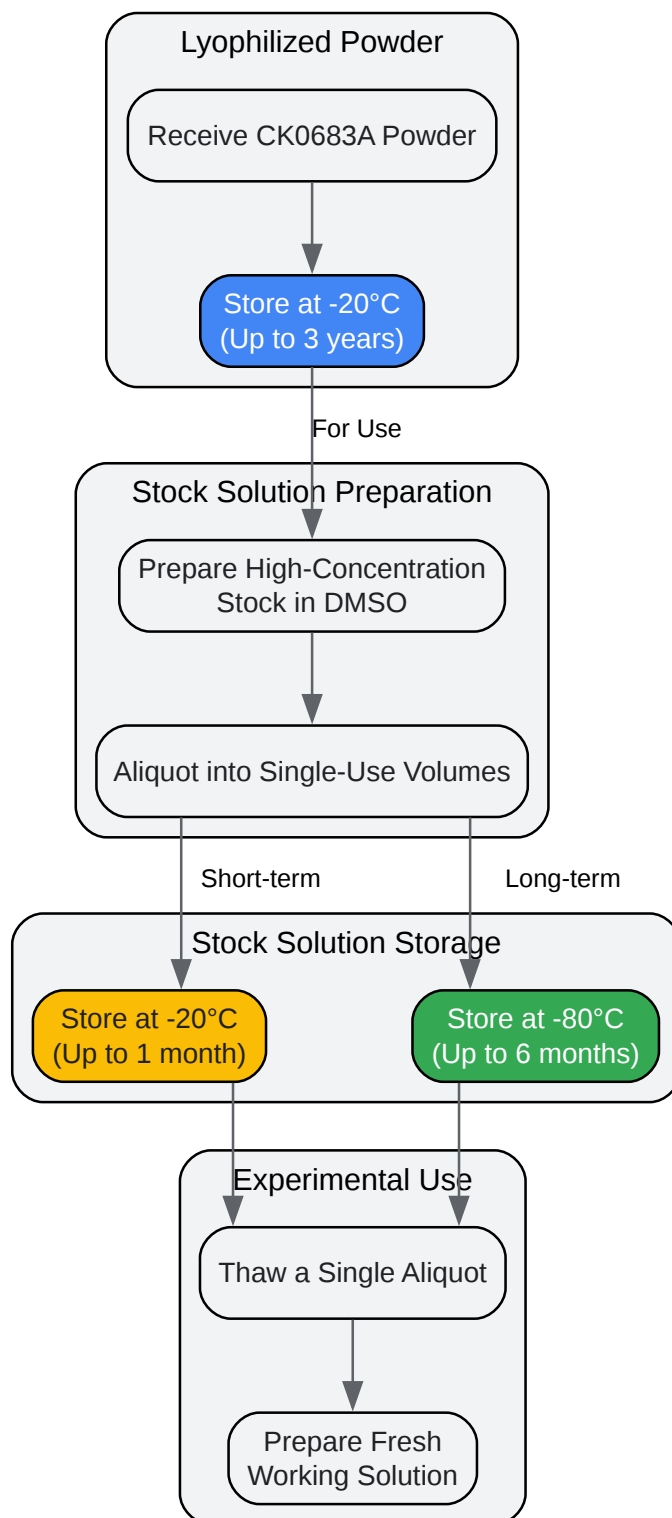 Lyophilized Powder
Receive CK0683A Powder
Store at -20°C
(Up to 3 years)
For Use
Stock Solution Preparation
Prepare High-Concentration
Stock in DMSO
Aliquot into Single-Use Volumes
Short-term
Long-term
Stock Solution Storage
Store at -20°C
(Up to 1 month)
Store at -80°C
(Up to 6 months)
Experimental Use
Thaw a Single Aliquot
Prepare Fresh
Working Solution